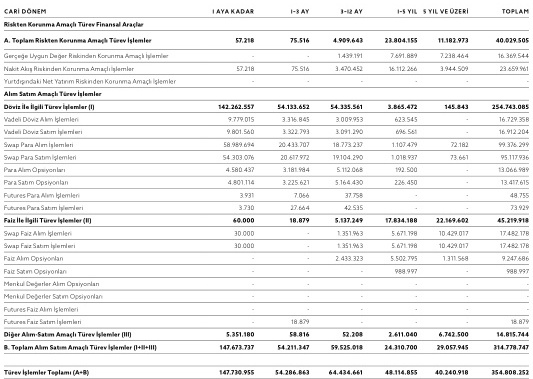 CARİ DÖNEM 1 AYA KADAR 1-3 AY 3-12 AY 1-5 YIL 5 YIL VE ÜZERİ TOPLAM
Riskten Korunma Amaçlı Türev Finansal Araçlar
A. Toplam Riskten Korunma Amaçlı Türev İşlemler 57.218 75.516 4.909.643 23.804.155 11.182.973 40.029.505
Gerçeğe Uygun Değer Riskinden Korunma Amaçlı İşlemler - - 1.439.191 7.691.889 7.238.464 16.369.544
Nakit Akış Riskinden Korunma Amaçlı İşlemler 57.218 75.516 3.470.452 16.112.266 3.944.509 23.659.961
Yurtdışındaki Net Yatırım Riskinden Korunma Amaçlı İşlemler - - - - - -
Alım Satım Amaçlı Türev İşlemler
Döviz İle İlgili Türev İşlemler (I) 142.262.557 54.133.652 54.335.561 3.865.472 145.843 254.743.085
Vadeli Döviz Alım İşlemleri 9.779.015 3.316.845 3.009.953 623.545 - 16.729.358
Vadeli Döviz Satım İşlemleri 9.801.560 3.322.793 3.091.290 696.561 - 16.912.204
Swap Para Alım İşlemleri 58.989.694 20.433.707 18.773.237 1.107.479 72.182 99.376.299
Swap Para Satım İşlemleri 54.303.076 20.617.972 19.104.290 1.018.937 73.661 95.117.936
Para Alım Opsiyonları 4.580.437 3.181.984 5.112.068 192.500 - 13.066.989
Para Satım Opsiyonları 4.801.114 3.225.621 5.164.430 226.450 - 13.417.615
Futures Para Alım İşlemleri 3.931 7.066 37.758 - - 48.755
Futures Para Satım İşlemleri 3.730 27.664 42.535 - - 73.929
Faiz İle İlgili Türev İşlemler (II) 60.000 18.879 5.137.249 17.834.188 22.169.602 45.219.918
Swap Faiz Alım İşlemleri 30.000 - 1.351.963 5.671.198 10.429.017 17.482.178
Swap Faiz Satım İşlemleri 30.000 - 1.351.963 5.671.198 10.429.017 17.482.178
Faiz Alım Opsiyonları - - 2.433.323 5.502.795 1.311.568 9.247.686
Faiz Satım Opsiyonları - - - 988.997 - 988.997
Menkul Değerler Alım Opsiyonları - - - - - -
Menkul Değerler Satım Opsiyonları - - - - - -
Futures Faiz Alım İşlemleri - - - - - -
Futures Faiz Satım İşlemleri - 18.879 - - - 18.879
Diğer Alım-Satım Amaçlı Türev İşlemler (III) 5.351.180 58.816 52.208 2.611.040 6.742.500 14.815.744
B. Toplam Alım Satım Amaçlı Türev İşlemler (I+II+III) 147.673.737 54.211.347 59.525.018 24.310.700 29.057.945 314.778.747
Türev İşlemler Toplamı (A+B) 147.730.955 54.286.863 64.434.661 48.114.855 40.240.918 354.808.252